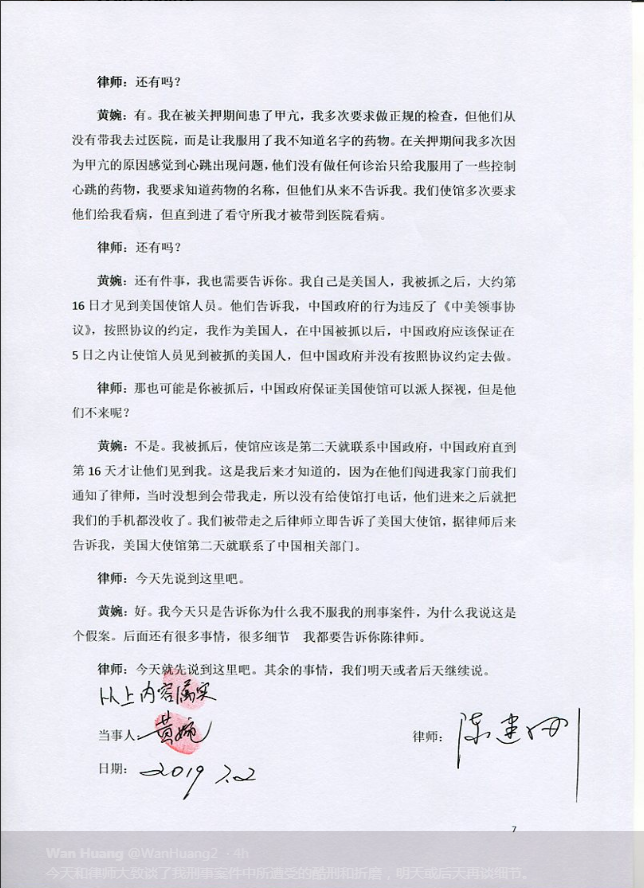 律师：还有吗？
黄婉：有。我在被关押期间患了甲亢，我多次要求做正规的检查，但他们从
没有带我去过医院，而是让我服用了我不知道名字的药物。在关押期间我多次因
为甲亢的原因感觉到心跳出现问题，他们没有做任何诊治只给我服用了一些控制
心跳的药物，我要求知道药物的名称，但他们从来不告诉我。我们使馆多次要求
他们给我看病，但直到进了看守所我才被带到医院看病。
律师：还有吗？
黄婉：还有件事，我也需要告诉你。我自己是美国人，我被抓之后，大约第
16日才见到美国使馆人员。他们告诉我，中国政府的行为违反了《中美领事协
议》，按照协议的约定，我作为美国人，在中国被抓以后，中国政府应该保证在
5日之内让使馆人员见到被抓的美国人，但中国政府并没有按照协议约定去做。
律师：那也可能是你被抓后，中国政府保证美国使馆可以派人探视，但是他
们不来呢？
黄婉：不是。我被抓后，使馆应该是第二天就联系中国政府，中国政府直到
第16天才让他们见到我。这是我后来才知道的，因为在他们闯进我家门前我们
通知了律师，当时没想到会带我走，所以没有给使馆打电话，他们进来之后就把
我们的手机都没收了。我们被带走之后律师立即告诉了美国大使馆，据律师后来
告诉我，美国大使馆第二天就联系了中国相关部门。
律师：今天先说到这里吧。
黄婉：好。我今天只是告诉你为什么我不服我的刑事案件，为什么我说这是
个假案。后面还有很多事情，很多细节 我都要告诉你陈律师。
律师：今天就先说到这里吧。其余的事情，我们明天或者后天继续说。
以上内容属实
当事人：黄婉
律师：陈建刚
日期：2019 7.2
7
Wan Huang @WanHuang2 · 4h
今天和律师大致谈了我刑事案件中所遭受的酷刑和折磨，明天或后天再谈细节。